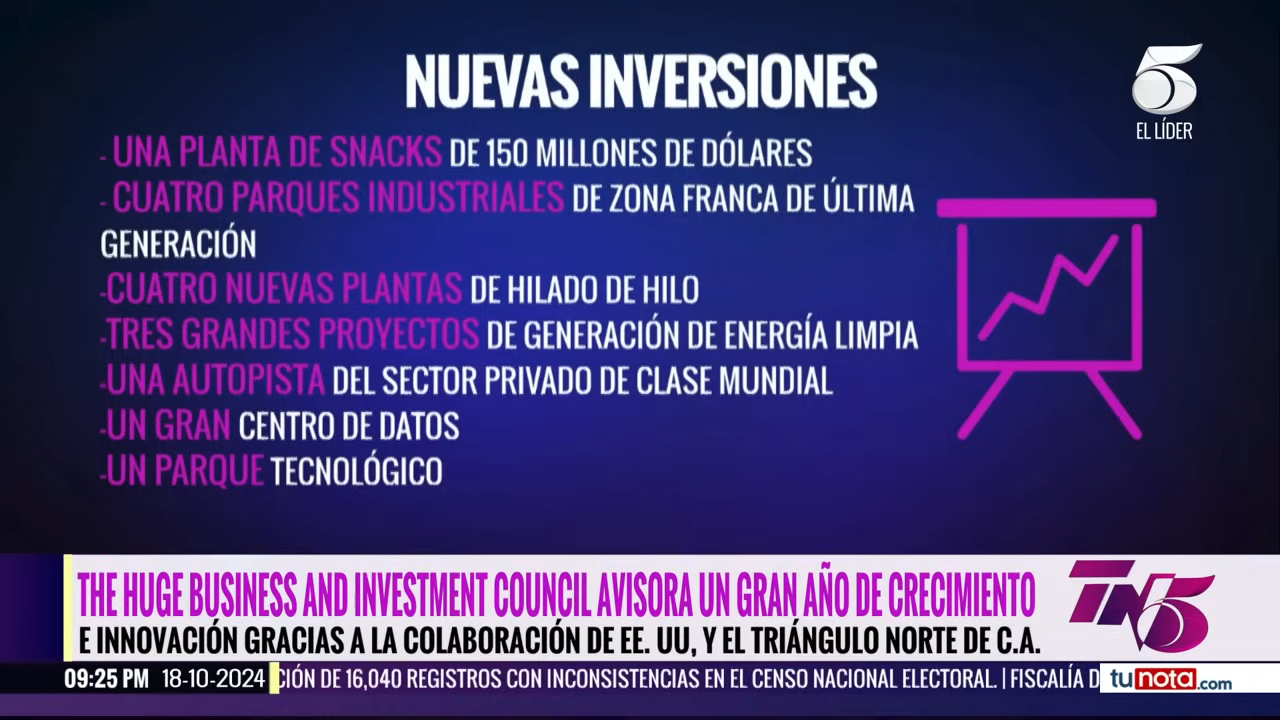 NUEVAS INVERSIONES
5
EL LÍDER
- UNA PLANTA DE SNACKS DE 150 MILLONES DE DÓLARES
- CUATRO PARQUES INDUSTRIALES DE ZONA FRANCA DE ÚLTIMA
GENERACIÓN
-CUATRO NUEVAS PLANTAS DE HILADO DE HILO
-TRES GRANDES PROYECTOS DE GENERACIÓN DE ENERGÍA LIMPIA
-UNA AUTOPISTA DEL SECTOR PRIVADO DE CLASE MUNDIAL
-UN GRAN CENTRO DE DATOS
-UN PARQUE TECNOLÓGICO
THE HUGE BUSINESS AND INVESTMENT COUNCIL AVISORA UN GRAN AÑO DE CRECIMIENTO
E INNOVACIÓN GRACIAS A LA COLABORACIÓN DE EE. UU, Y EL TRIÁNGULO NORTE DE C.A.
TN5
09:25 PM 18-10-2024 CIÓN DE 16,040 REGISTROS CON INCONSISTENCIAS EN EL CENSO NACIONAL ELECTORAL. | FISCALÍA D tunota.com